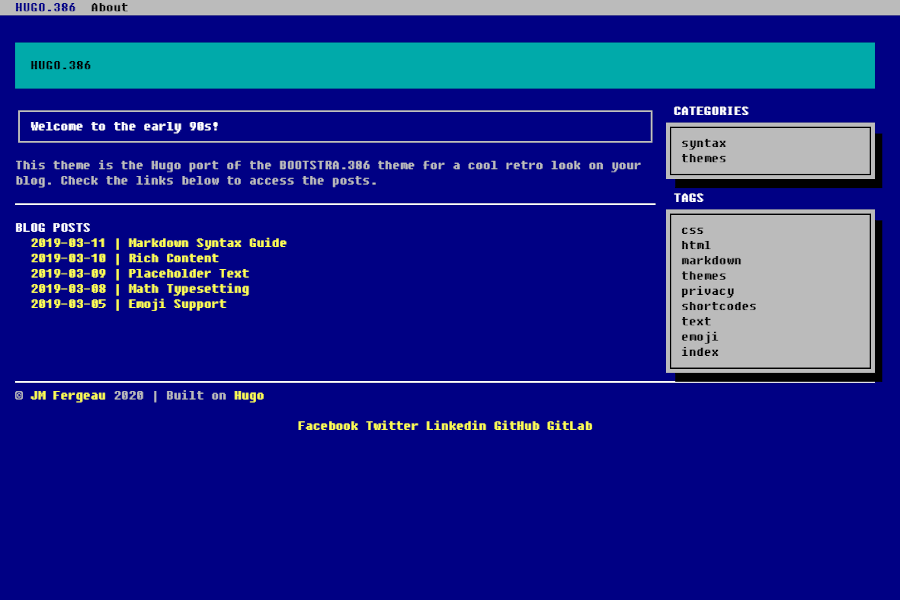 HUGO.386 About
HUGO.386
Welcome to the early 90s!
This theme is the Hugo port of the BOOTSTRA.386 theme for a cool retro look on your
blog. Check the links below to access the posts.
BLOG POSTS
2019-03-11 | Markdown Syntax Guide
2019-03-10 | Rich Content
2019-03-09 | Placeholder Text
2019-03-08 | Math Typesetting
2019-03-05 | Emoji Support
CATEGORIES
syntax
themes
TAGS
css
html
markdown
themes
privacy
shortcodes
text
emoji
index
© JM Fergeau 2020 | Built on Hugo
Facebook Twitter Linkedin GitHub GitLab